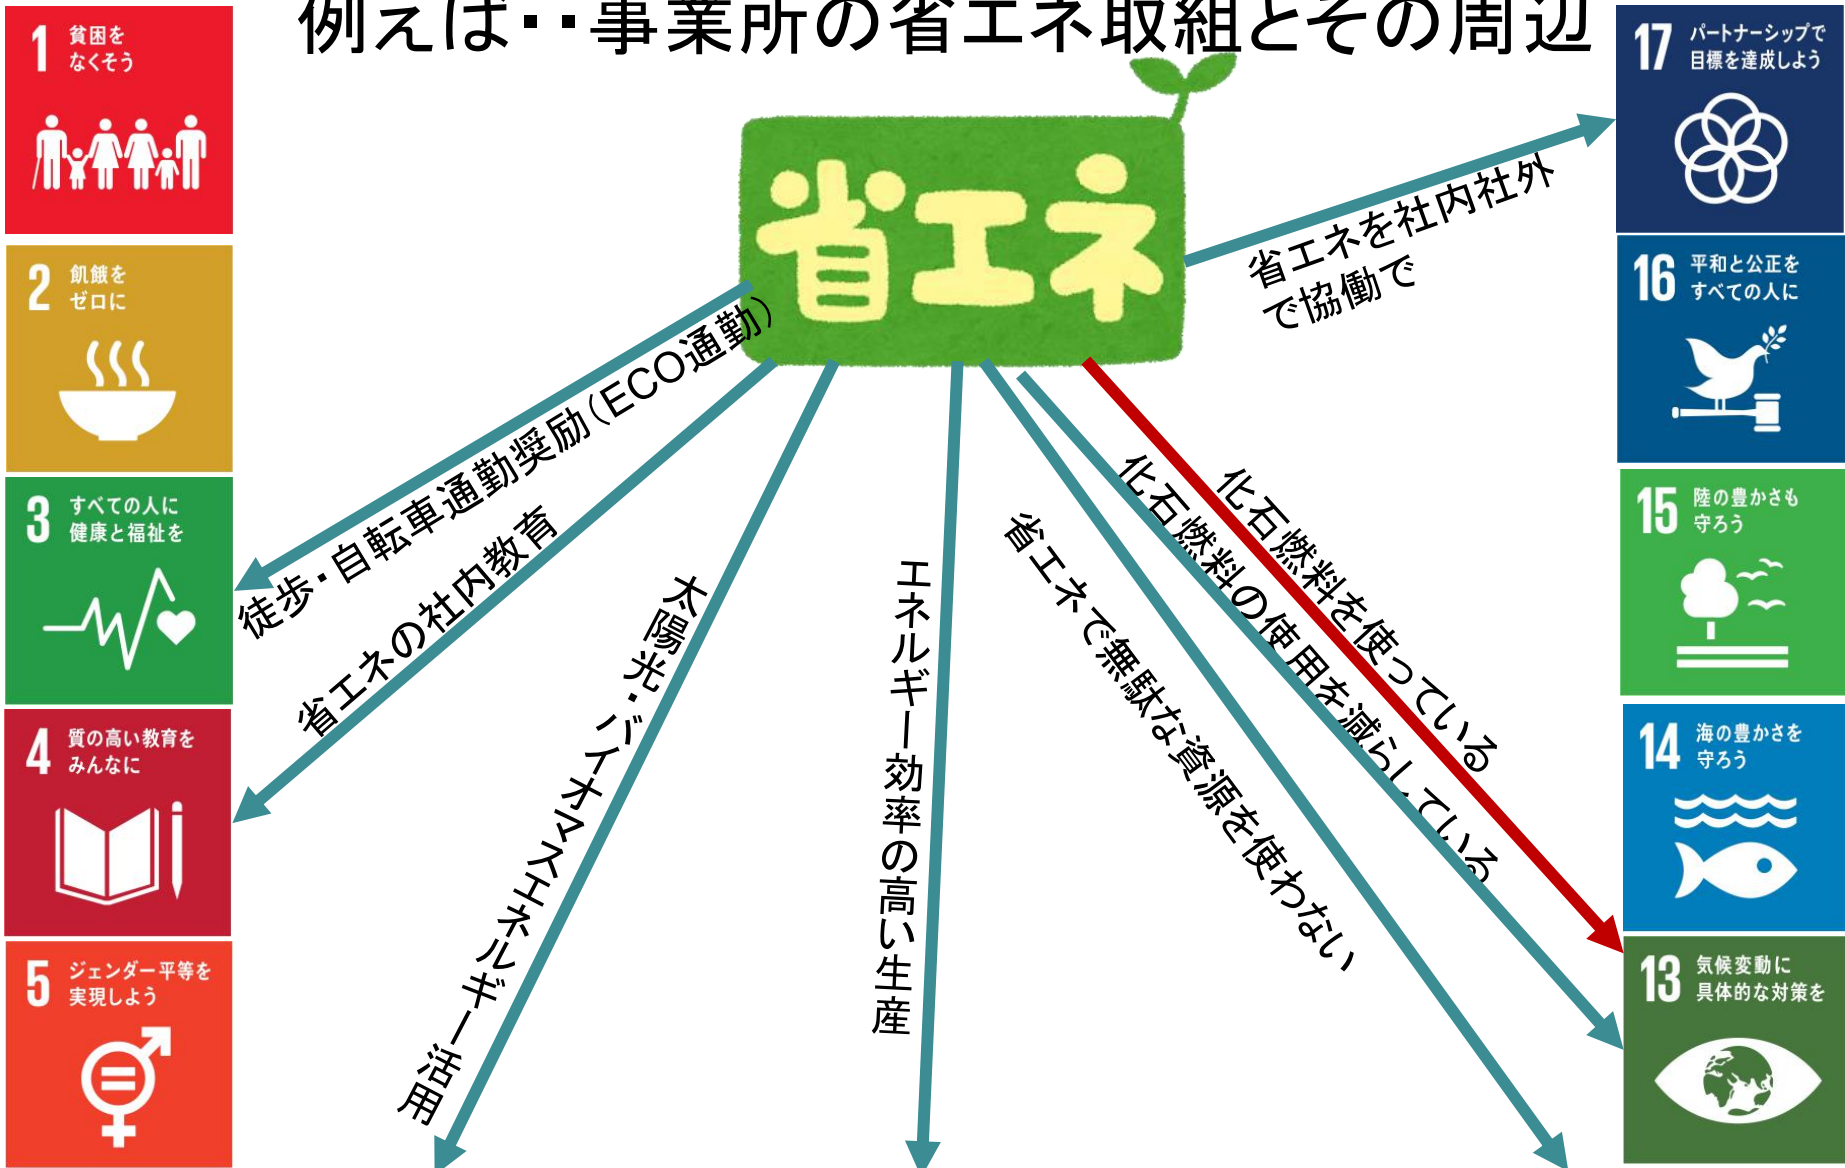 例えば・・事業所の省エネ取組とその周辺
1 貧困を
なくそう
2 飢餓を
ゼロに
3 すべての人に
健康と福祉を
4 質の高い教育を
みんなに
5 ジェンダー平等を
実現しよう
省エネ
徒歩・自転車通勤奨励（ECO通勤）
省エネの社内教育
太陽光・バイオマスエネルギー活用
エネルギー効率の高い生産
省エネで無駄な資源を使わない
化石燃料の使用を減らしている
化石燃料を使っている
省エネを社内社外
で協働で
17 パートナーシップで
目標を達成しよう
16 平和と公正を
すべての人に
15 陸の豊かさも
守ろう
14 海の豊かさを
守ろう
13 気候変動に
具体的な対策を